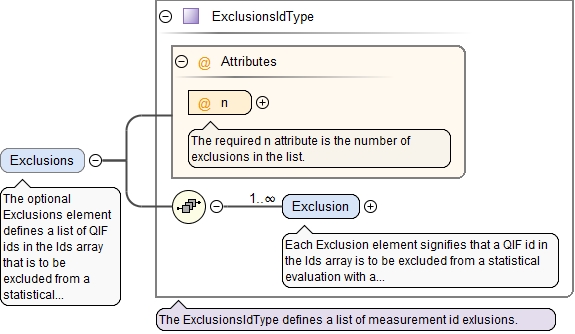 ExclusionsIdType
@ Attributes
@ n
The required n attribute is the number of
exclusions in the list.
Exclusions
The optional
Exclusions element
defines a list of QIF
ids in the Ids array
that is to be
excluded from a
statistical...
1..∞
Exclusion
Each Exclusion element signifies that a QIF id in
the Ids array is to be excluded from a statistical
evaluation with a...
The ExclusionsIdType defines a list of measurement id exlusions.